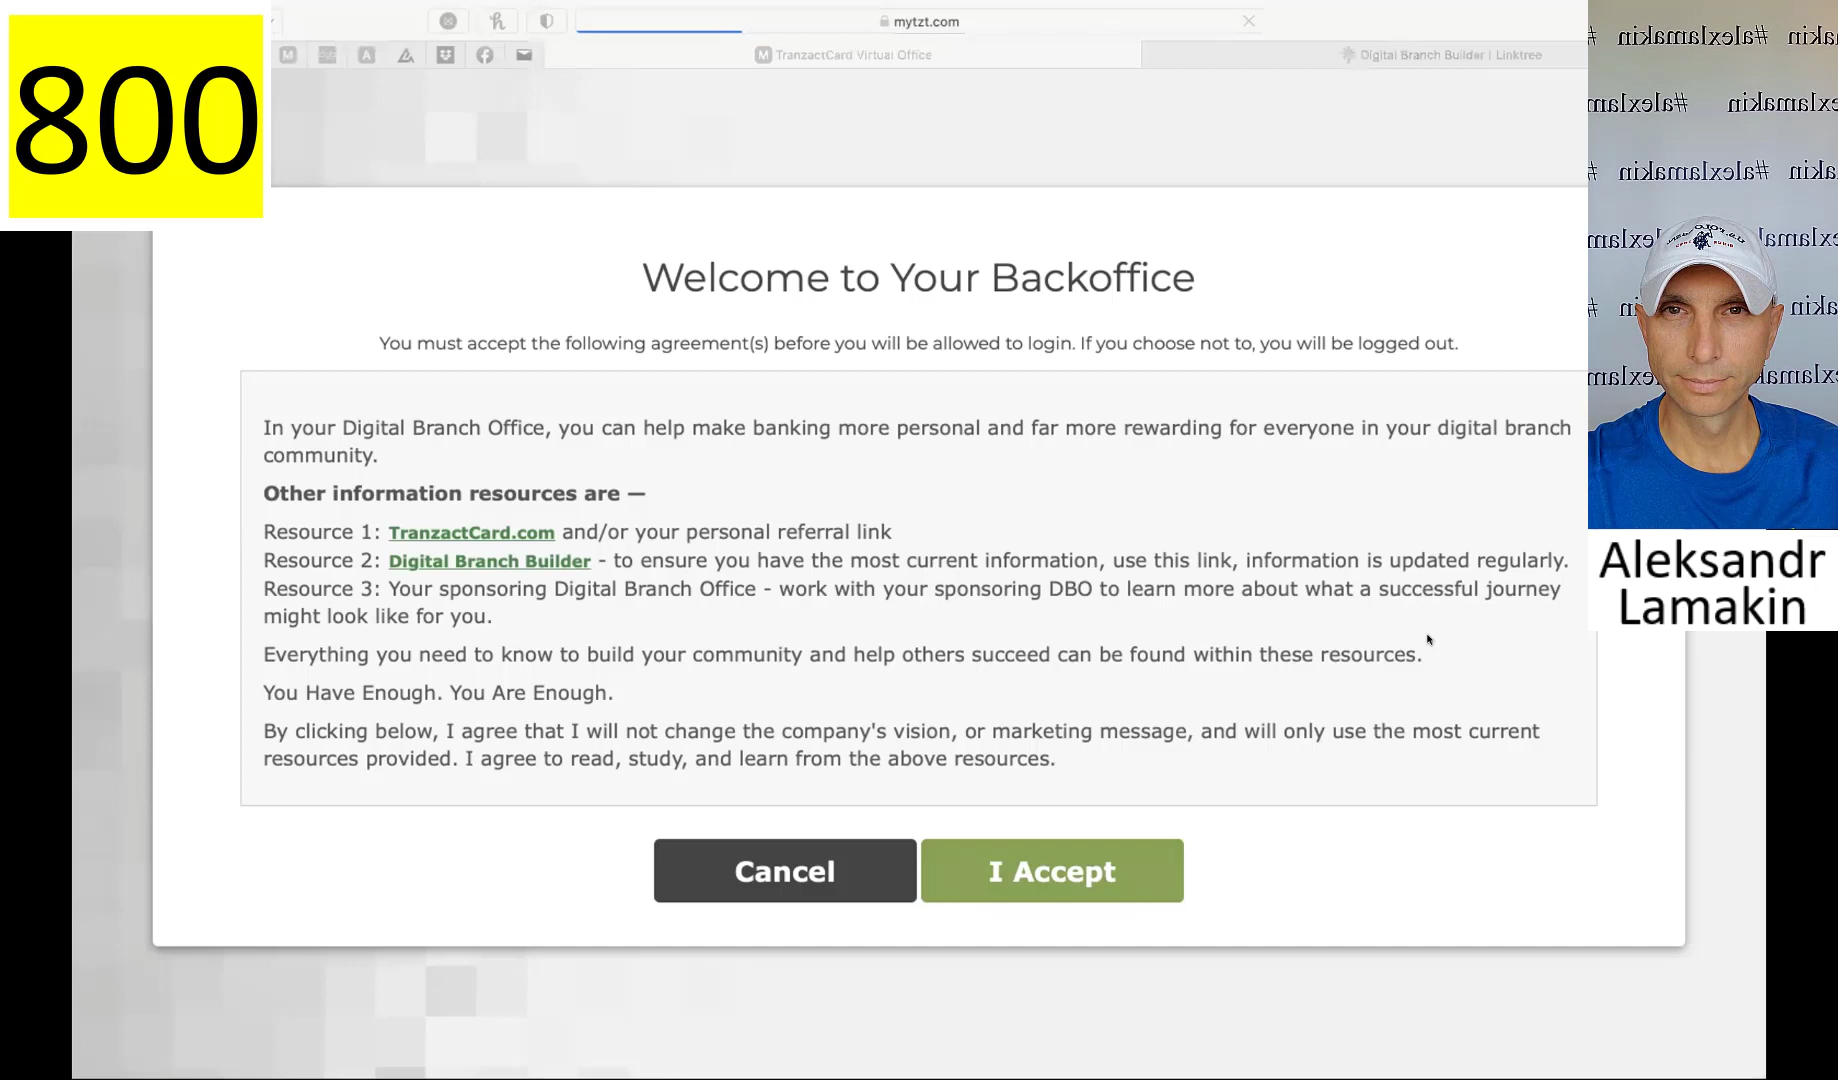 800
mytzt.com
TranzactCard Virtual Office
Digital Branch Builder | Linktree
Welcome to Your Backoffice
You must accept the following agreement(s) before you will be allowed to login. If you choose not to, you will be logged out.
In your Digital Branch Office, you can help make banking more personal and far more rewarding for everyone in your digital branch
community.
Other information resources are —
Resource 1: TranzactCard.com and/or your personal referral link
Resource 2: Digital Branch Builder - to ensure you have the most current information, use this link, information is updated regularly.
Resource 3: Your sponsoring Digital Branch Office - work with your sponsoring DBO to learn more about what a successful journey
might look like for you.
Everything you need to know to build your community and help others succeed can be found within these resources.
You Have Enough. You Are Enough.
By clicking below, I agree that I will not change the company's vision, or marketing message, and will only use the most current
resources provided. I agree to read, study, and learn from the above resources.
Cancel
I Accept
#alexlamakin
Aleksandr
Lamakin